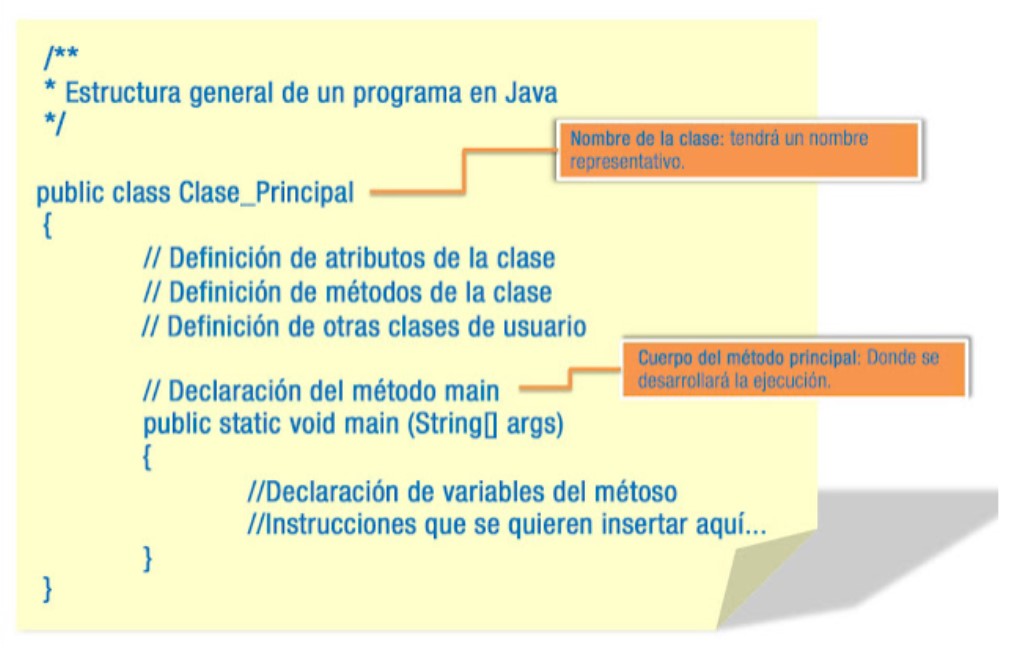 /**
* Estructura general de un programa en Java
*/
Nombre de la clase: tendrá un nombre
representativo.
public class Clase_Principal
{
// Definición de atributos de la clase
// Definición de métodos de la clase
// Definición de otras clases de usuario
Cuerpo del método principal: Donde se
desarrollará la ejecución.
// Declaración del método main
public static void main (String[] args)
{
//Declaración de variables del métoso
//Instrucciones que se quieren insertar aquí...
}
}